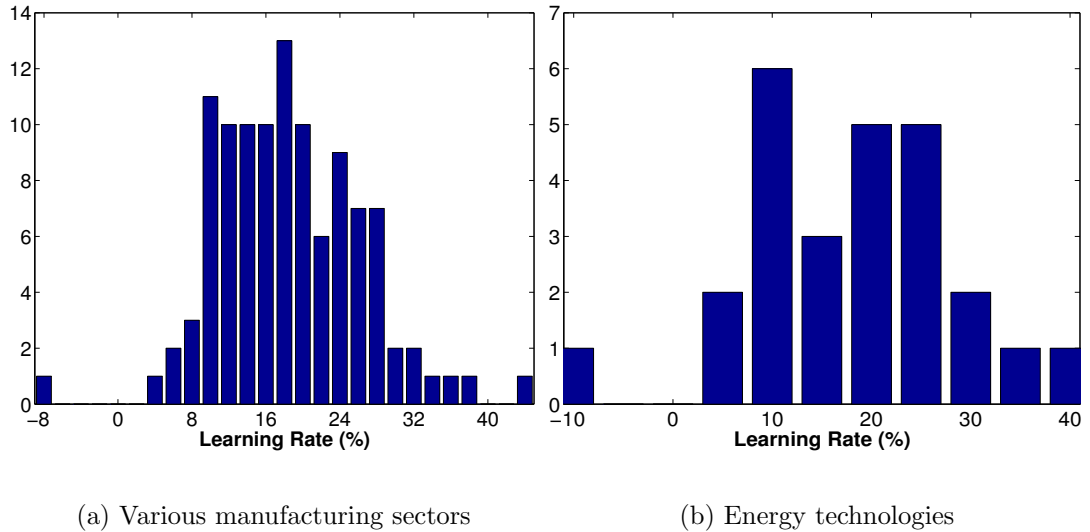 14
12
10
8
6
4
2
0
−8 0 8 16 24 32 40
Learning Rate (%)
7
6
5
4
3
2
1
0
−10 0 10 20 30 40
Learning Rate (%)
(a) Various manufacturing sectors
(b) Energy technologies